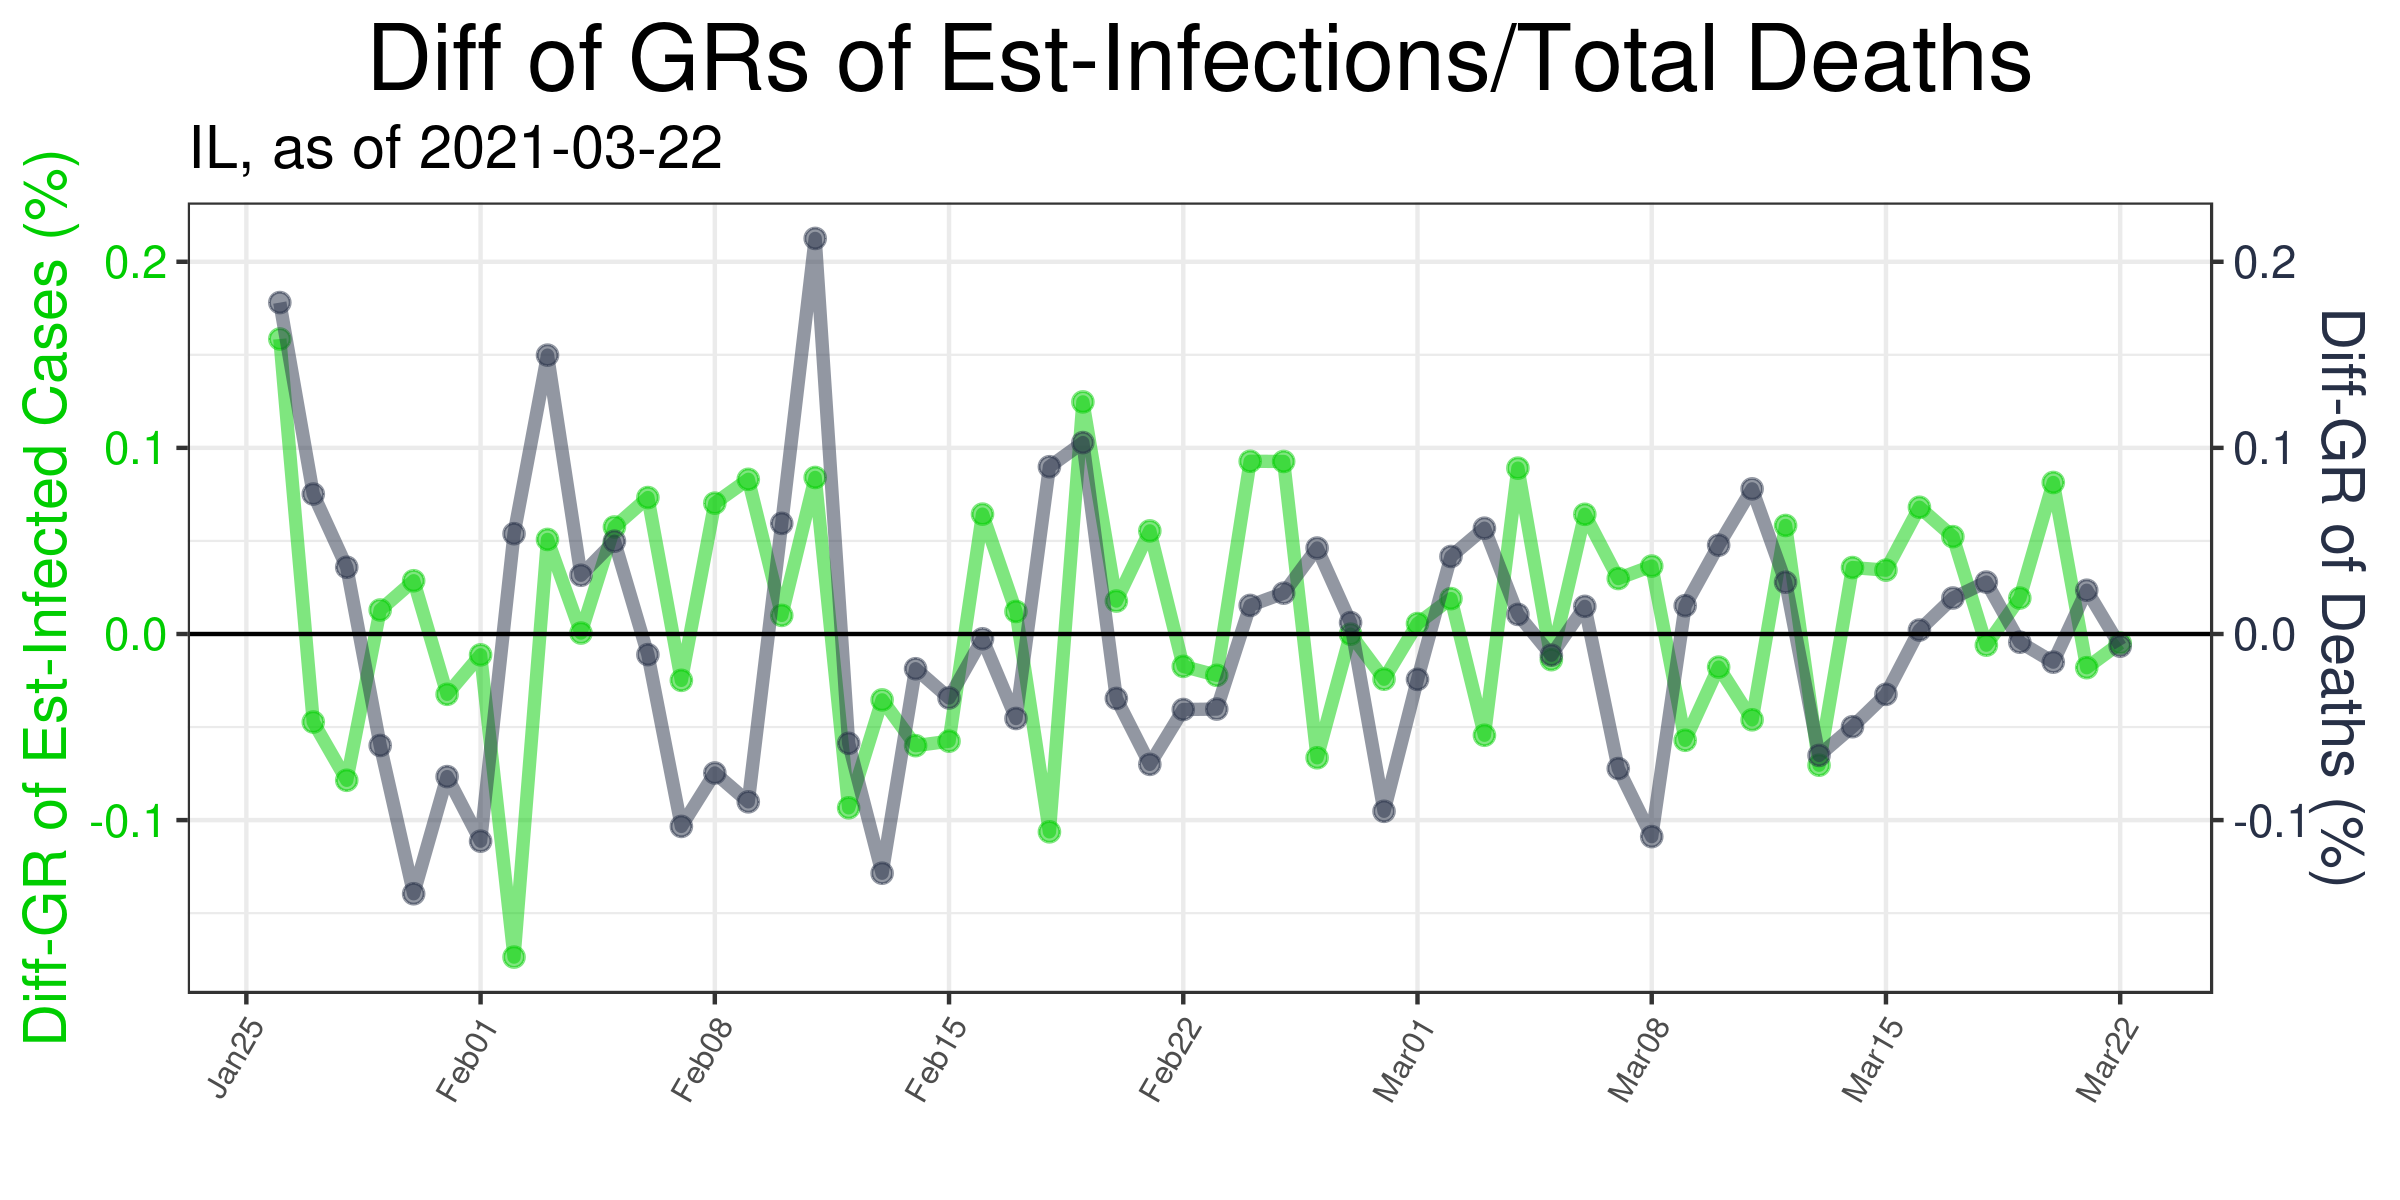 Diff of GRs of Est-Infections/Total Deaths
IL, as of 2021-03-22
Diff-GR of Est-Infected Cases (%)
0.2
0.1
0.0
-0.1
0.2
0.1
0.0
-0.1
Diff-GR of Deaths (%)
Jan25
Feb01
Feb08
Feb15
Feb22
Mar01
Mar08
Mar15
Mar22